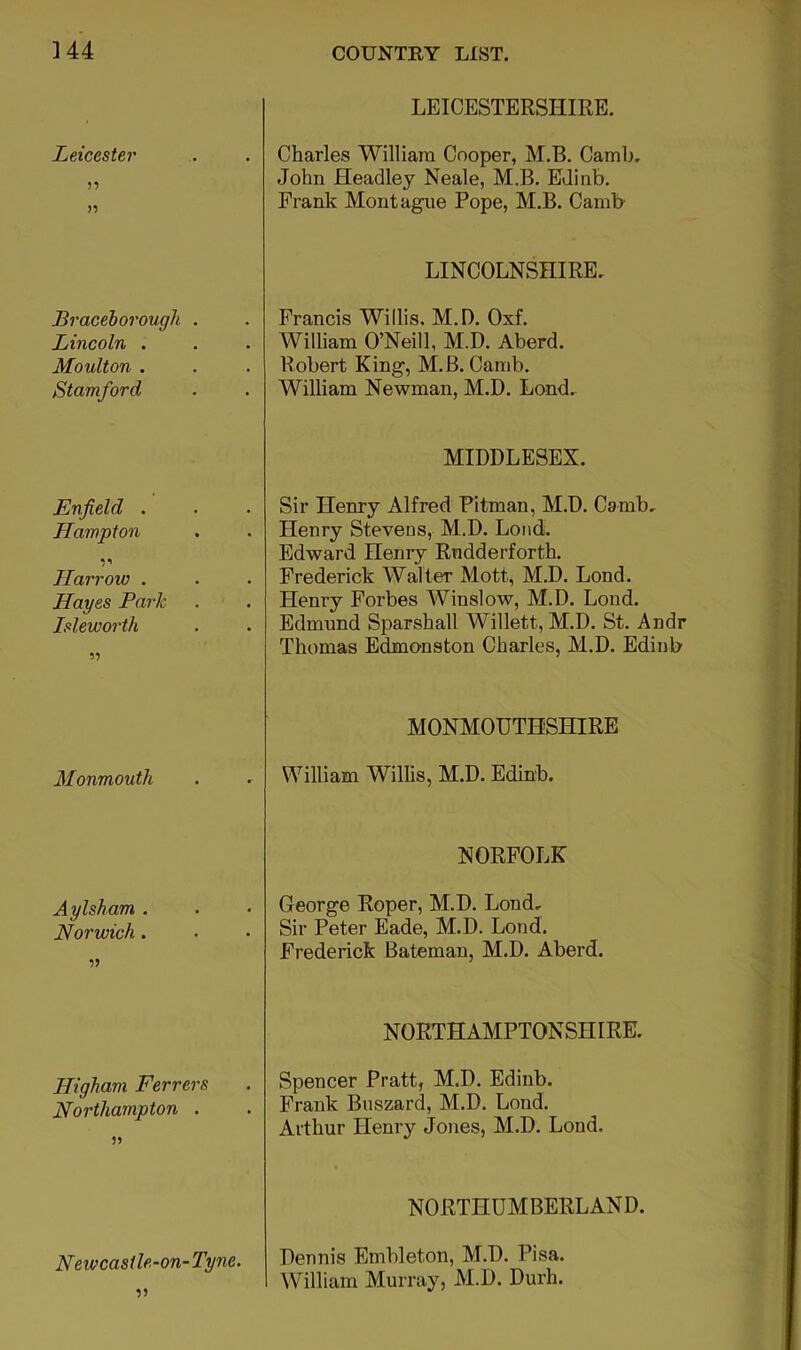 144 COUNTRY LIST.
LEICESTERSHIRE.
Leicester . . Charles William Cooper, M.B. Camb.
„ John Headley Neale, M.B. Edinb.
„ Frank Montague Pope, M.B. Camb
LINCOLNSHIRE.
Braceborough . . Francis Willis. M.D. Oxf.
Lincoln . . . William O'Neill, M.D. Aberd.
Moulton . . . Robert King, M.B. Camb.
Stamford . . William Newman, M.D. Lond.
MIDDLESEX.
Enfield . . . Sir Henry Alfred Pitman, M.D. Camb.
Hampton . . Henry Stevens, M.D. Lond.
„ Edward Henry Rudderforth.
Harrow . . . Frederick Walter Mott, M.D. Lond.
Hayes Park . . Henry Forbes Winslow, M.D. Lond.
Isleworth . . Edmund Sparshall Willett, M.D. St. Andr
„ Thomas Edmonston Charles, M.D. Edinb
MONMOUTHSHIRE
Monmouth . . William Willis, M.D. Edinb.
NORFOLK
Aylsham . . . George Roper, M.D. Lond.
Norwich . . . Sir Peter Eade, M.D. Lond.
„ Frederick Bateman, M.D. Aberd.
NORTHAMPTONSHIRE.
Higham Ferrers . Spencer Pratt, M.D. Edinb.
Northampton . . Frank Buszard, M.D. Lond.
„ Arthur Henry Jones, M.D. Lond.
NORTHUMBERLAND.
Newcastle-on-Tyne. Dennis Embleton, M.D. Pisa.
„ William Murray, M.D. Durh.